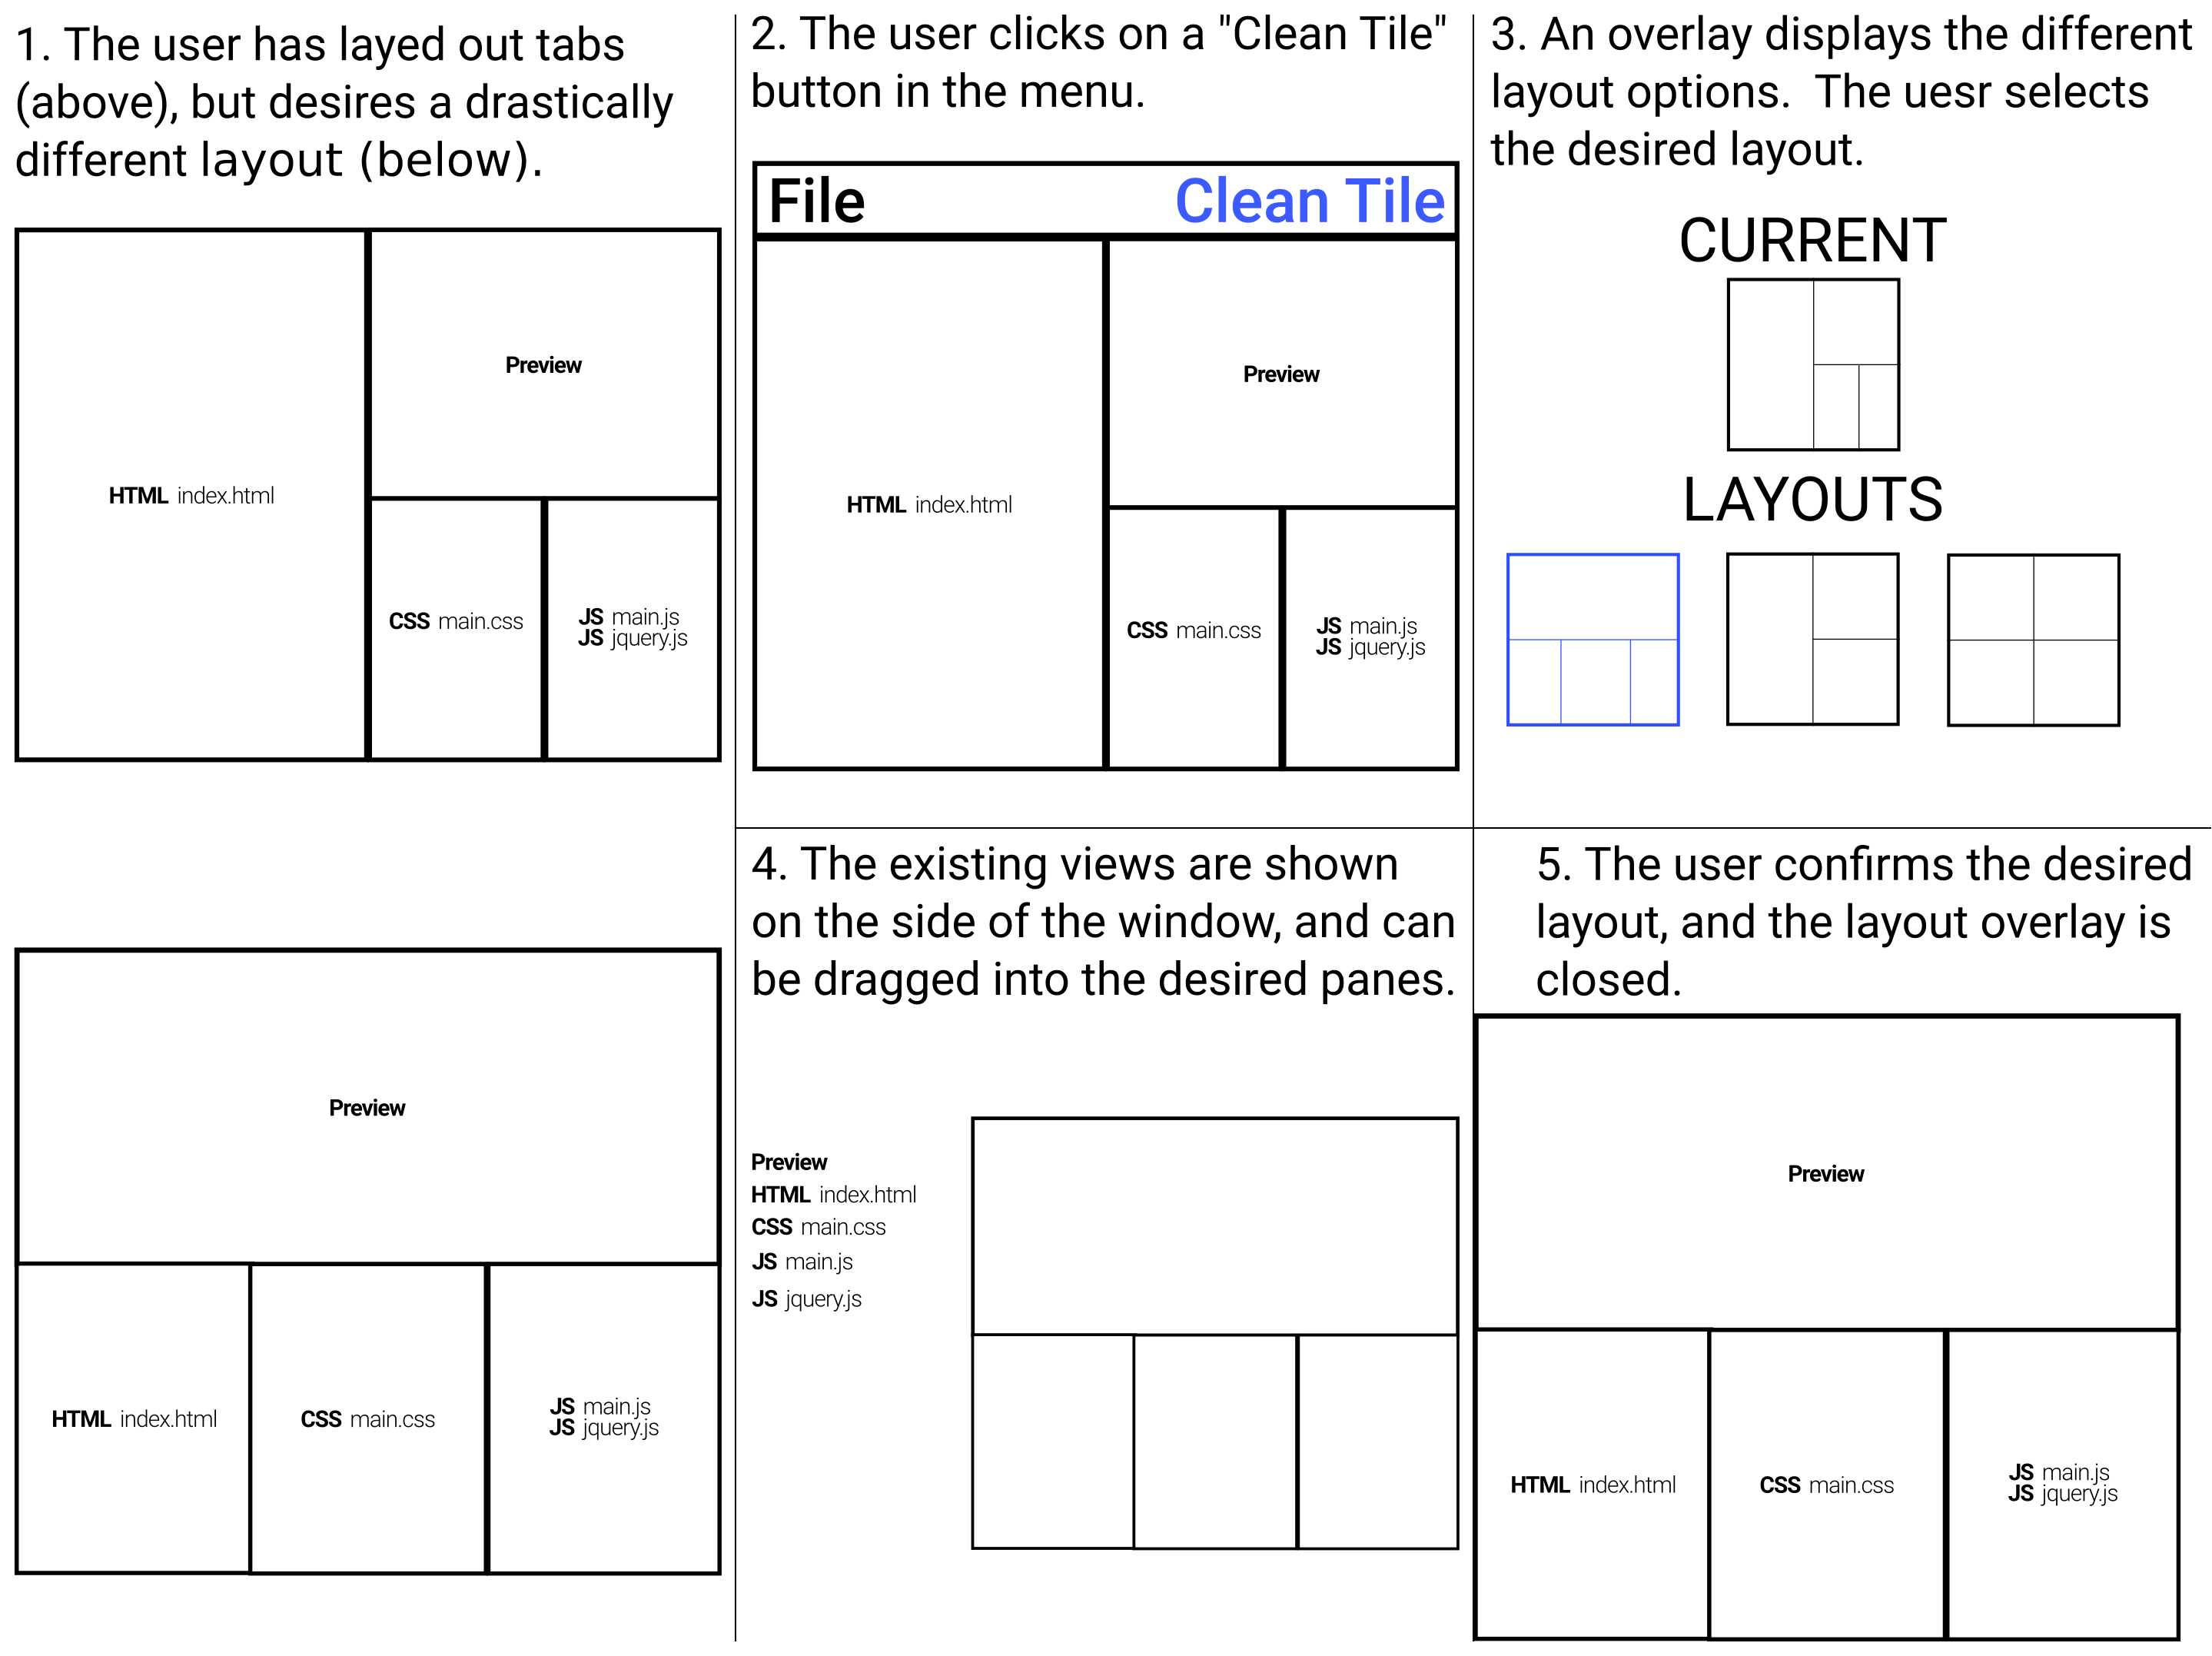 1. The user has layed out tabs
(above), but desires a drastically
different layout (below).
HTML index.html
Preview
CSS main.css
JS main.js
JS jquery.js
Preview
HTML index.html
CSS main.css
JS main.js
JS jquery.js
2. The user clicks on a "Clean Tile"
button in the menu.
File
Clean Tile
HTML index.html
Preview
CSS main.css
JS main.js
JS jquery.js
3. An overlay displays the different
layout options.  The uesr selects
the desired layout.
CURRENT
LAYOUTS
4. The existing views are shown
on the side of the window, and can
be dragged into the desired panes.
Preview
HTML index.html
CSS main.css
JS main.js
JS jquery.js
5. The user confirms the desired
layout, and the layout overlay is
closed.
Preview
HTML index.html
CSS main.css
JS main.js
JS jquery.js